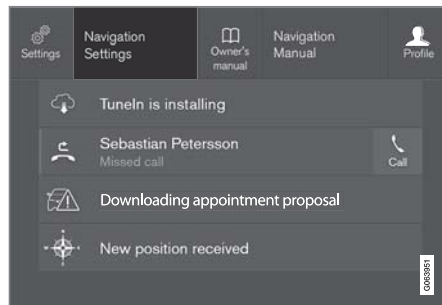 Settings
Navigation
Settings
Owner's
manual
Navigation
Manual
Profile
TuneIn is installing
Sebastian Petersson
Missed call
Call
Downloading appointment proposal
New position received
G063951